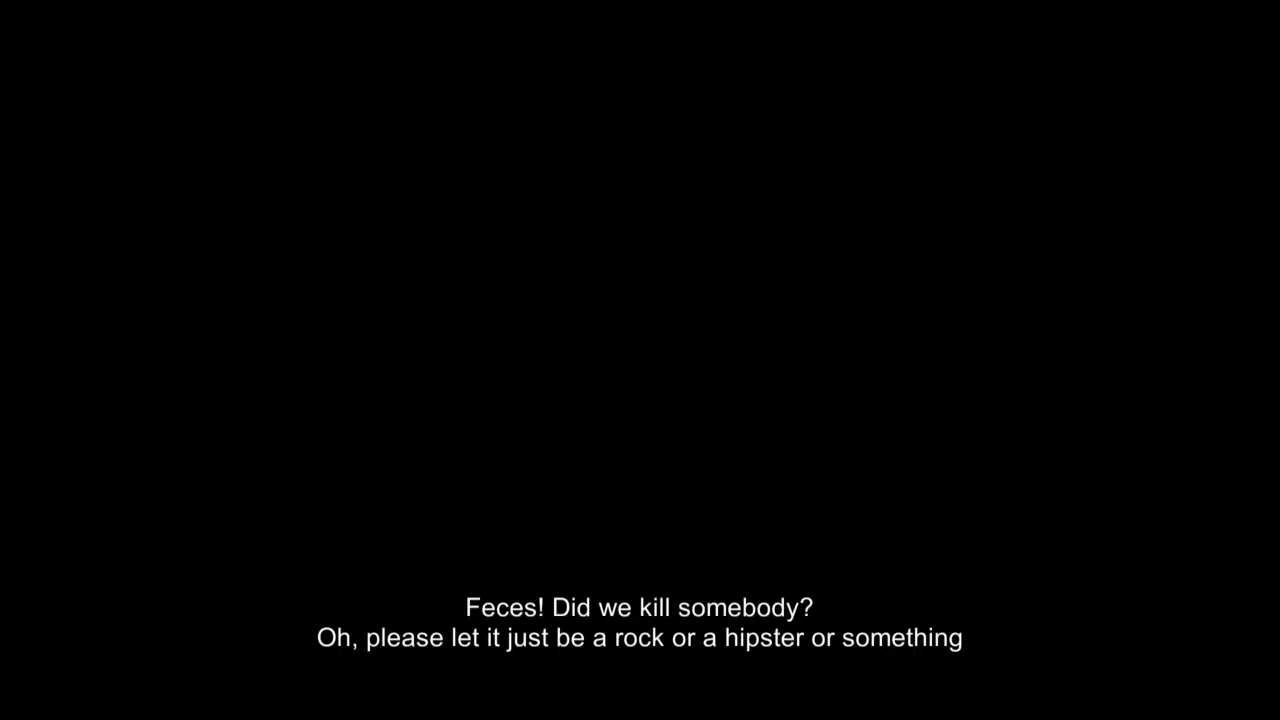 Feces! Did we kill somebody?
Oh, please let it just be a rock or a hipster or something